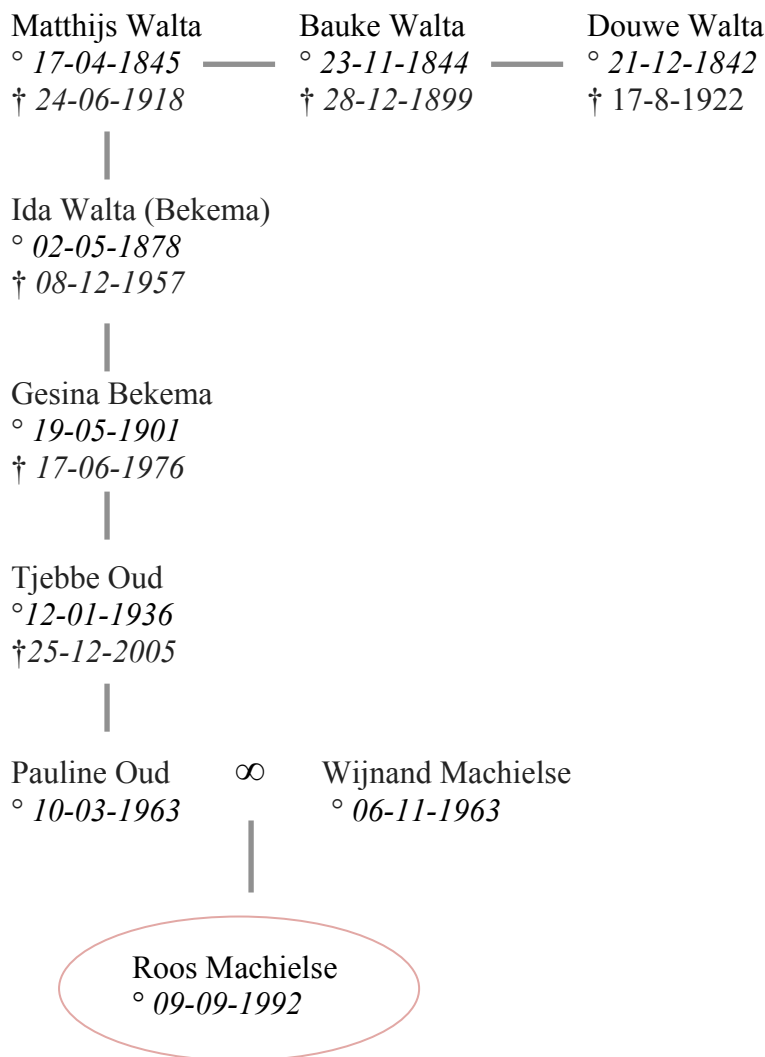 Matthijs Walta Bauke Walta Douwe Walta
° 17-04-1845 ° 23-11-1844 ° 21-12-1842
† 24-06-1918 † 28-12-1899 † 17-8-1922
Ida Walta (Bekema)
° 02-05-1878
† 08-12-1957
Gesina Bekema
° 19-05-1901
† 17-06-1976
Tjebbe Oud
°12-01-1936
†25-12-2005
Pauline Oud ∞ Wijnand Machielse
° 10-03-1963 ° 06-11-1963
Roos Machielse
° 09-09-1992